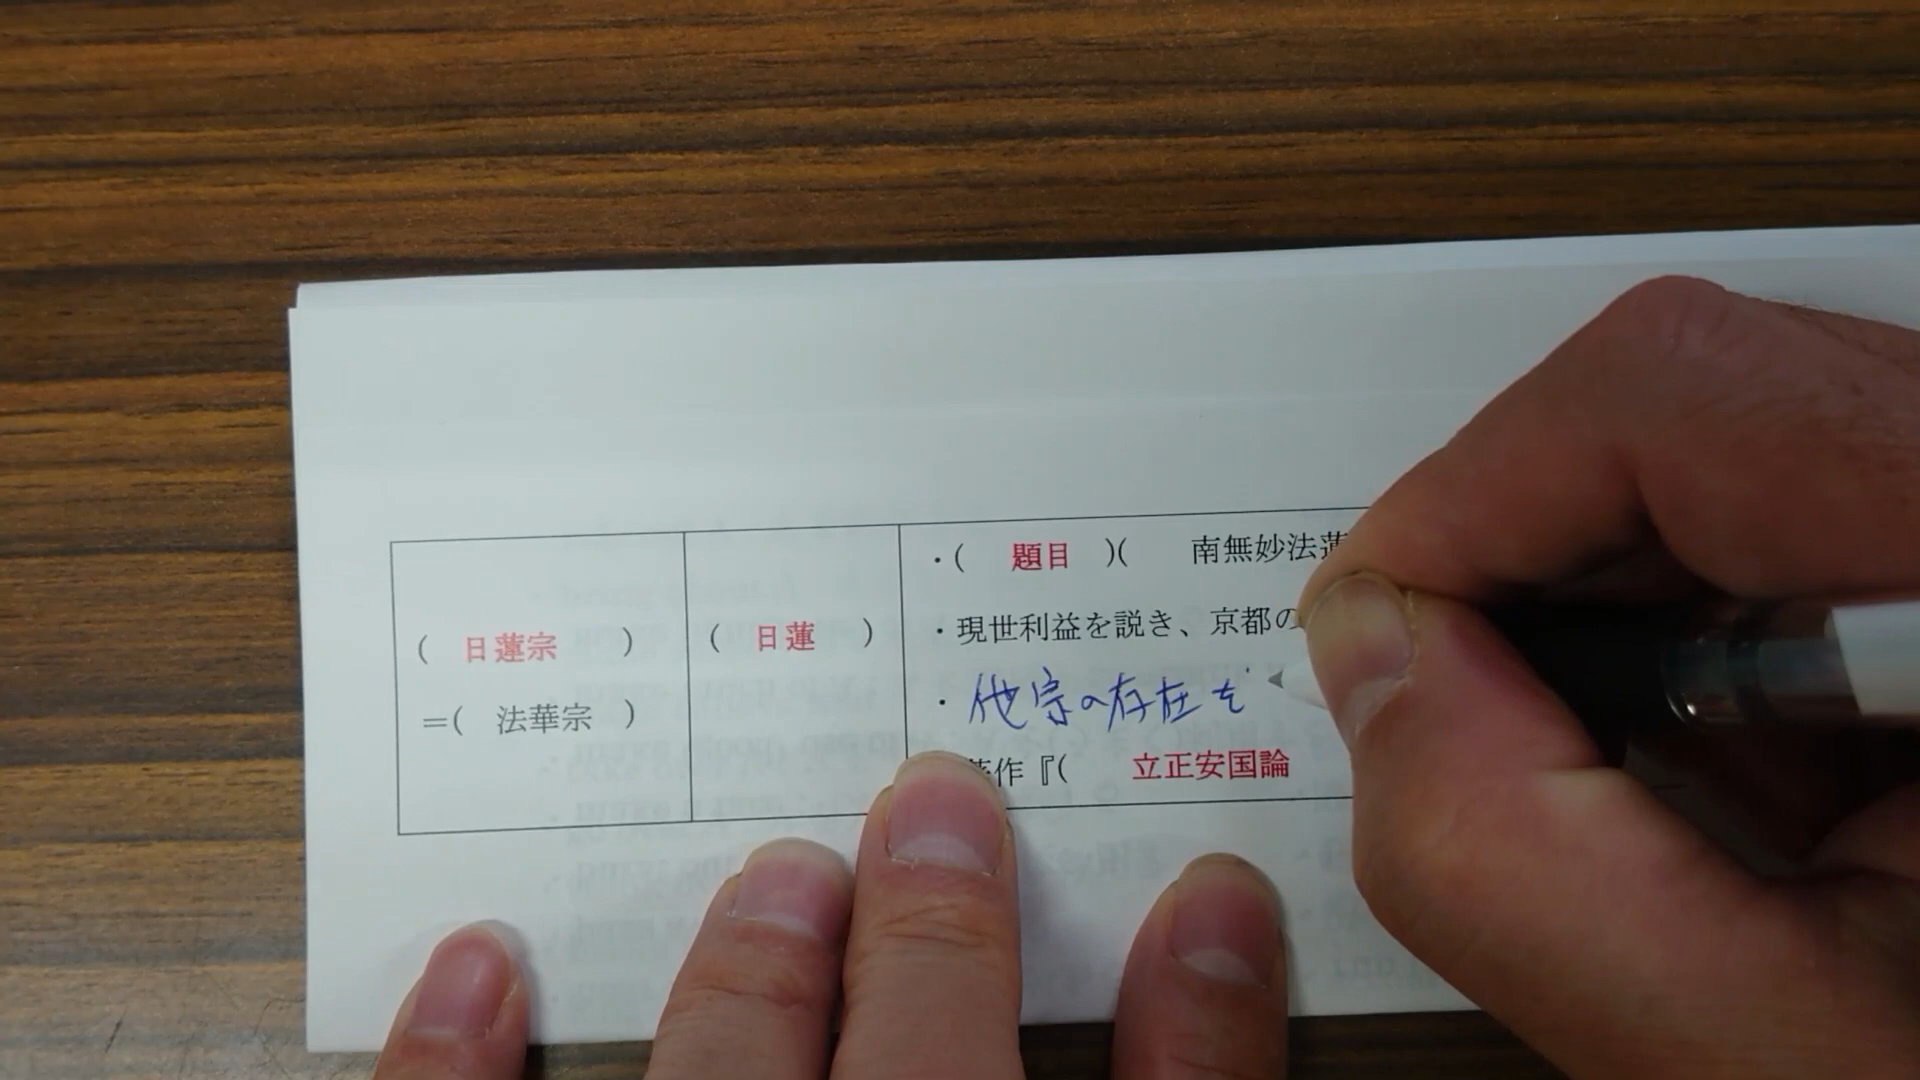 ( 日蓮宗 )
=( 法華宗 )
( 日蓮 )
・( 題目 )( 南無妙法蓮
・現世利益を説き、京都の
・他宗の存在を
著作『( 立正安国論